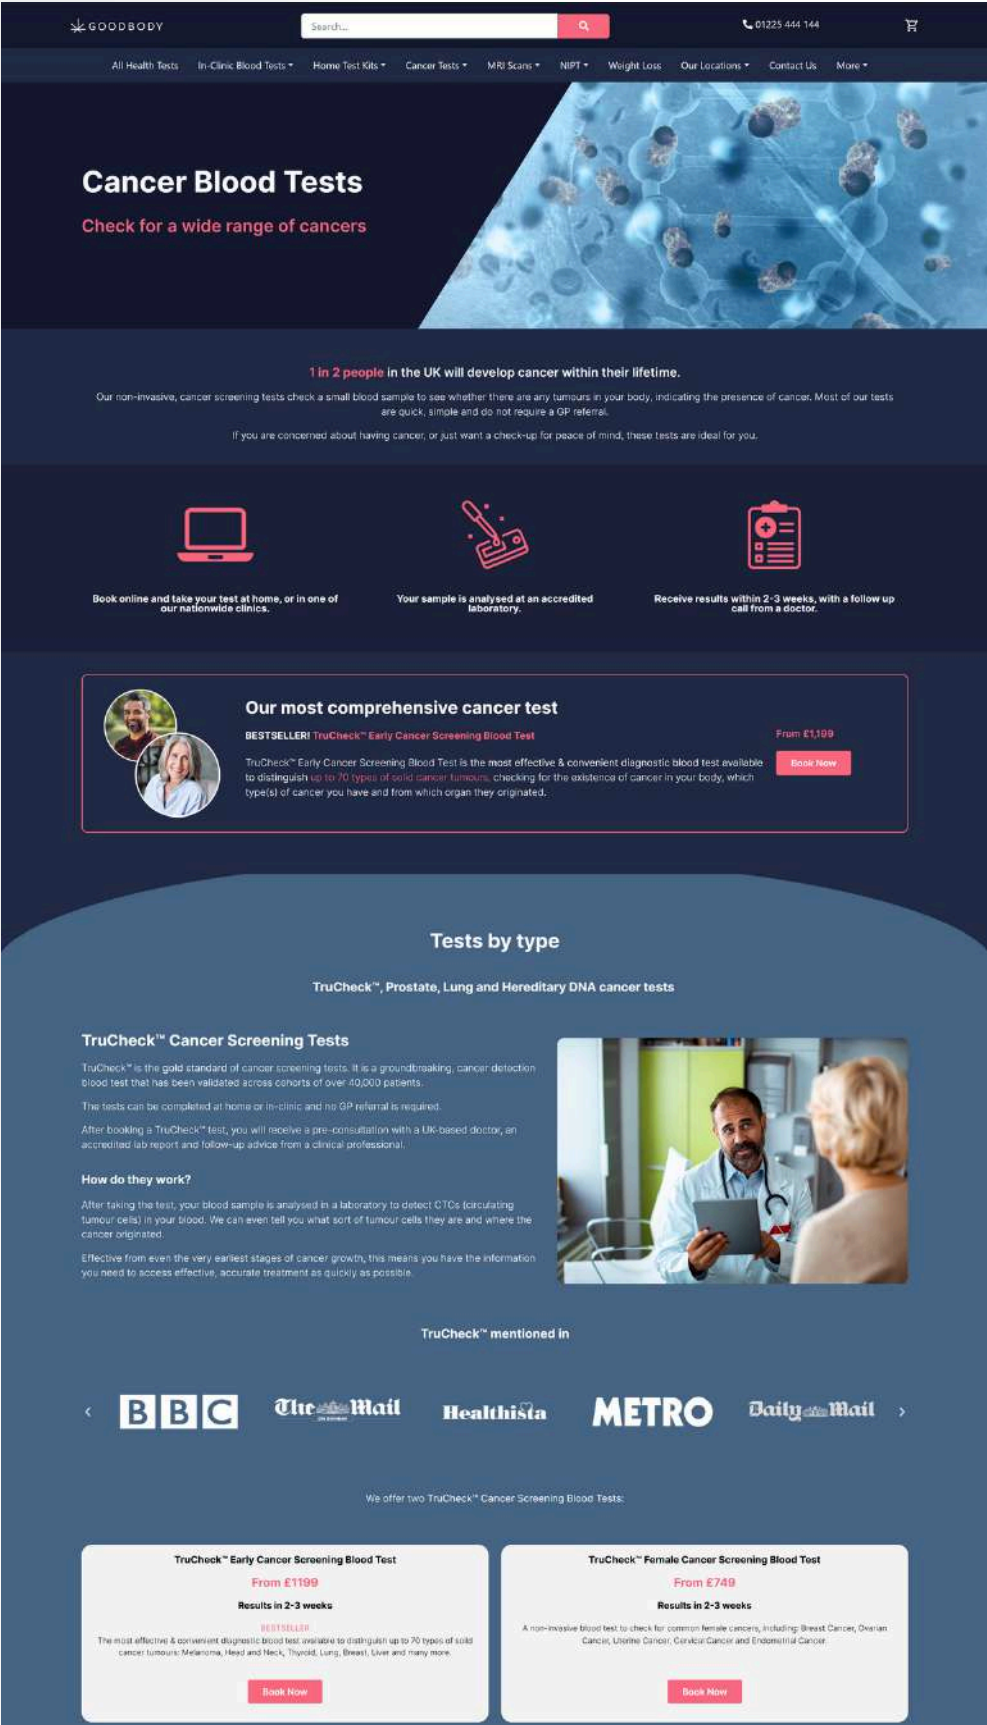 GOODBODY
Search...
01225 444 144
All Health Tests
In-Clinic Blood Tests
Home Test Kits
Cancer Tests
MRI Scans
NIPT
Weight Loss
Our Locations
Contact Us
More
Cancer Blood Tests
Check for a wide range of cancers
1 in 2 people in the UK will develop cancer within their lifetime.
Our non-invasive, cancer screening tests check a small blood sample to see whether there are any tumours in your body, indicating the presence of cancer. Most of our tests
are quick, simple and do not require a GP referral.
If you are concerned about having cancer, or just want a check-up for peace of mind, these tests are ideal for you.
Book online and take your test at home, or in one of
our nationwide clinics.
Your sample is analysed at an accredited
laboratory.
Receive results within 2-3 weeks, with a follow up
call from a doctor.
Our most comprehensive cancer test
BESTSELLER! TruCheck™ Early Cancer Screening Blood Test
TruCheck™ Early Cancer Screening Blood Test is the most effective & convenient diagnostic blood test available
to distinguish up to 70 types of solid cancer tumours, checking for the existence of cancer in your body, which
type(s) of cancer you have and from which organ they originated.
From £1,199
Book Now
Tests by type
TruCheck™, Prostate, Lung and Hereditary DNA cancer tests
TruCheck™ Cancer Screening Tests
TruCheck™ is the gold standard of cancer screening tests. It is a groundbreaking, cancer detection
blood test that has been validated across cohorts of over 40,000 patients.
The tests can be completed at home or in-clinic and no GP referral is required.
After booking a TruCheck™ test, you will receive a pre-consultation with a UK-based doctor, an
accredited lab report and follow-up advice from a clinical professional.
How do they work?
After taking the test, your blood sample is analysed in a laboratory to detect CTCs (circulating
tumour cells) in your blood. We can even tell you what sort of tumour cells they are and where the
cancer originated.
Effective from even the very earliest stages of cancer growth, this means you have the information
you need to access effective, accurate treatment as quickly as possible.
TruCheck™ mentioned in
BBC
The Mail
Healthista
METRO
Daily Mail
We offer two TruCheck™ Cancer Screening Blood Tests:
TruCheck™ Early Cancer Screening Blood Test
From £1199
Results in 2-3 weeks
BESTSELLER
The most effective & convenient diagnostic blood test available to distinguish up to 70 types of solid
cancer tumours: Melanoma, Head and Neck, Thyroid, Lung, Breast, Liver and many more.
Book Now
TruCheck™ Female Cancer Screening Blood Test
From £749
Results in 2-3 weeks
A non-invasive blood test to check for common female cancers, including: Breast Cancer, Ovarian
Cancer, Uterine Cancer, Cervical Cancer and Endometrial Cancer.
Book Now